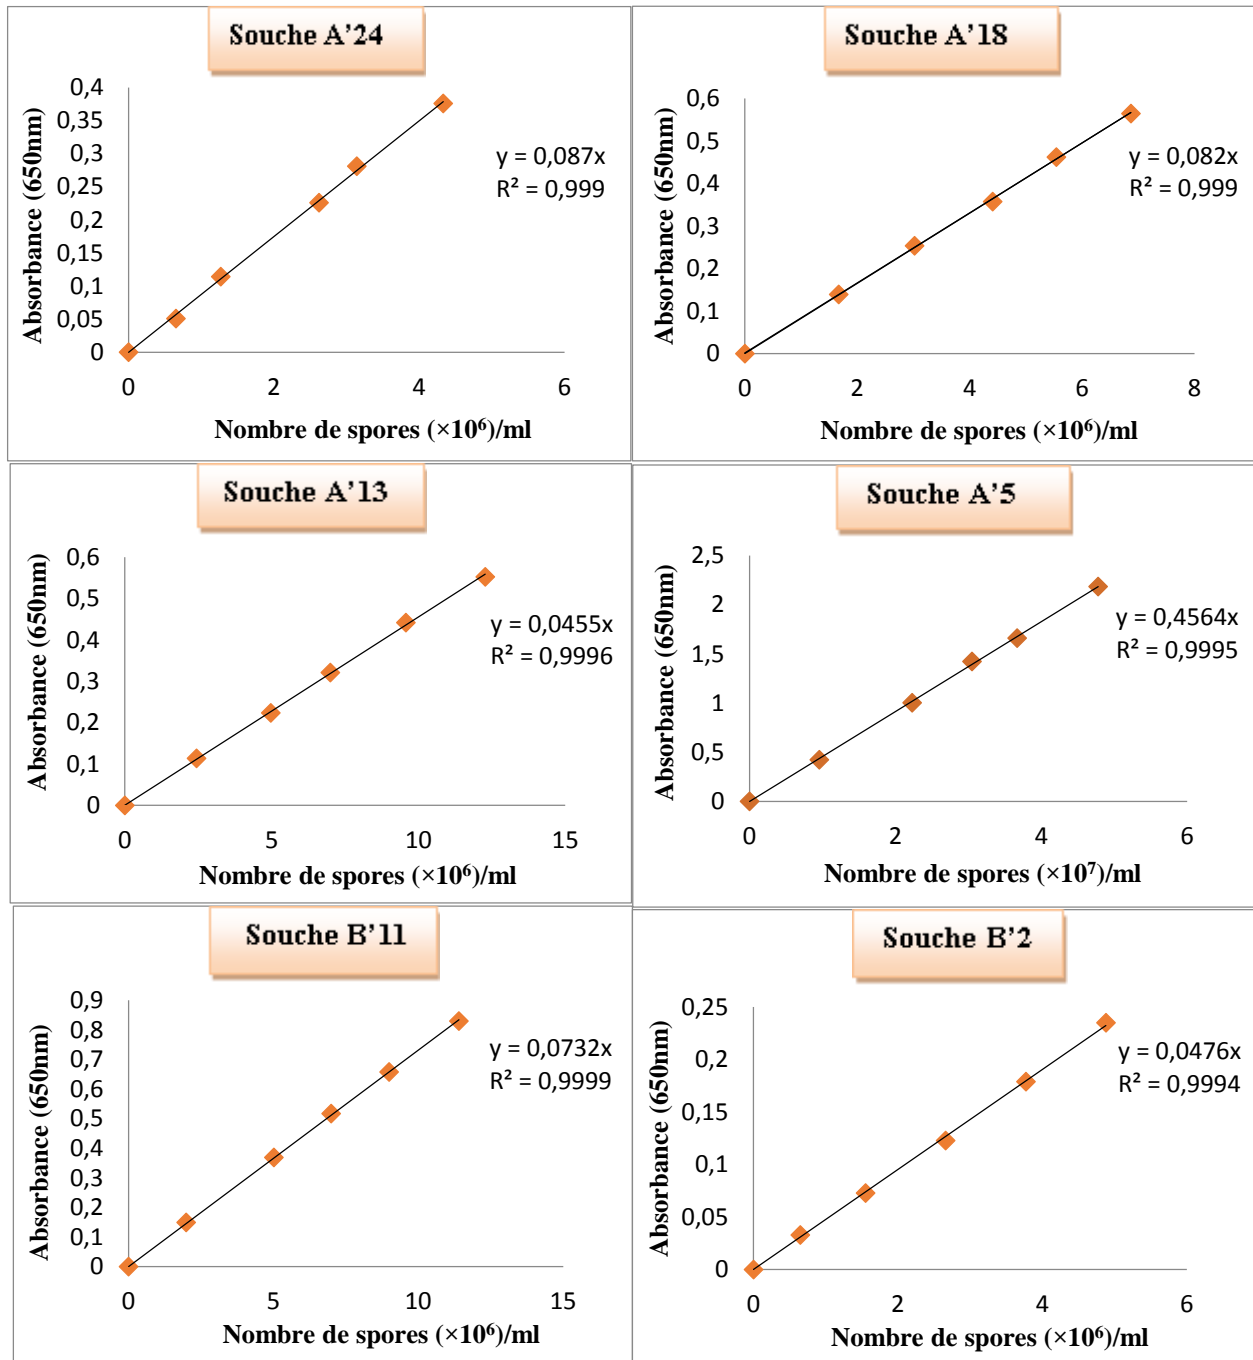 Souche A’24
Absorbance (650nm)
0,4
0,35
0,3
0,25
0,2
0,15
0,1
0,05
0
y = 0,087x
R² = 0,999
0 2 4 6
Nombre de spores (×10⁶)/ml
Souche A’18
Absorbance (650nm)
0,6
0,5
0,4
0,3
0,2
0,1
0
y = 0,082x
R² = 0,999
0 2 4 6 8
Nombre de spores (×10⁶)/ml
Souche A’13
Absorbance (650nm)
0,6
0,5
0,4
0,3
0,2
0,1
0
y = 0,0455x
R² = 0,9996
0 5 10 15
Nombre de spores (×10⁶)/ml
Souche A’5
Absorbance (650nm)
2,5
2
1,5
1
0,5
0
y = 0,4564x
R² = 0,9995
0 2 4 6
Nombre de spores (×10⁷)/ml
Souche B’11
Absorbance (650nm)
0,9
0,8
0,7
0,6
0,5
0,4
0,3
0,2
0,1
0
y = 0,0732x
R² = 0,9999
0 5 10 15
Nombre de spores (×10⁶)/ml
Souche B’2
Absorbance (650nm)
0,25
0,2
0,15
0,1
0,05
0
y = 0,0476x
R² = 0,9994
0 2 4 6
Nombre de spores (×10⁶)/ml